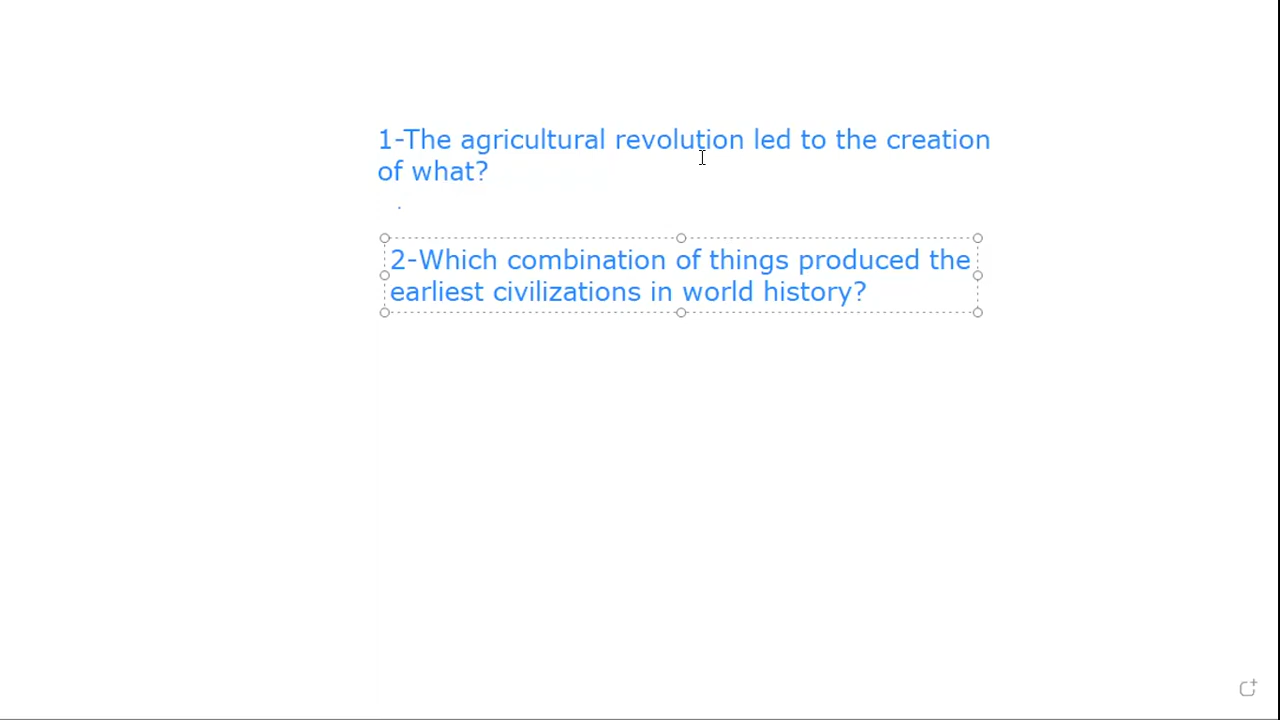 1-The agricultural revolution led to the creation
of what?
2-Which combination of things produced the
earliest civilizations in world history?